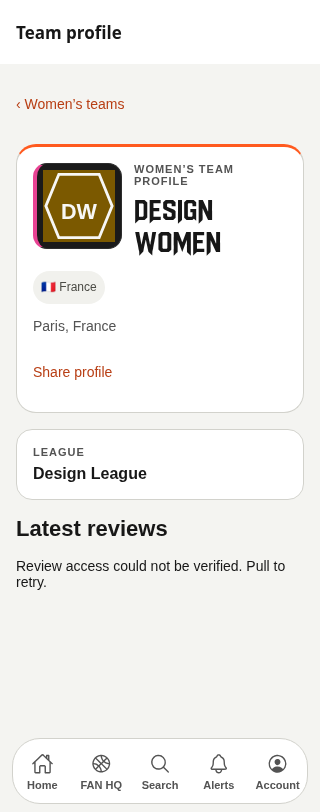 Team profile
‹ Women’s teams
DW
WOMEN’S TEAM
PROFILE
DESIGN
WOMEN
🇫🇷 France
Paris, France
Share profile
LEAGUE
Design League
Latest reviews
Review access could not be verified. Pull to
retry.
Home
FAN HQ
Search
Alerts
Account